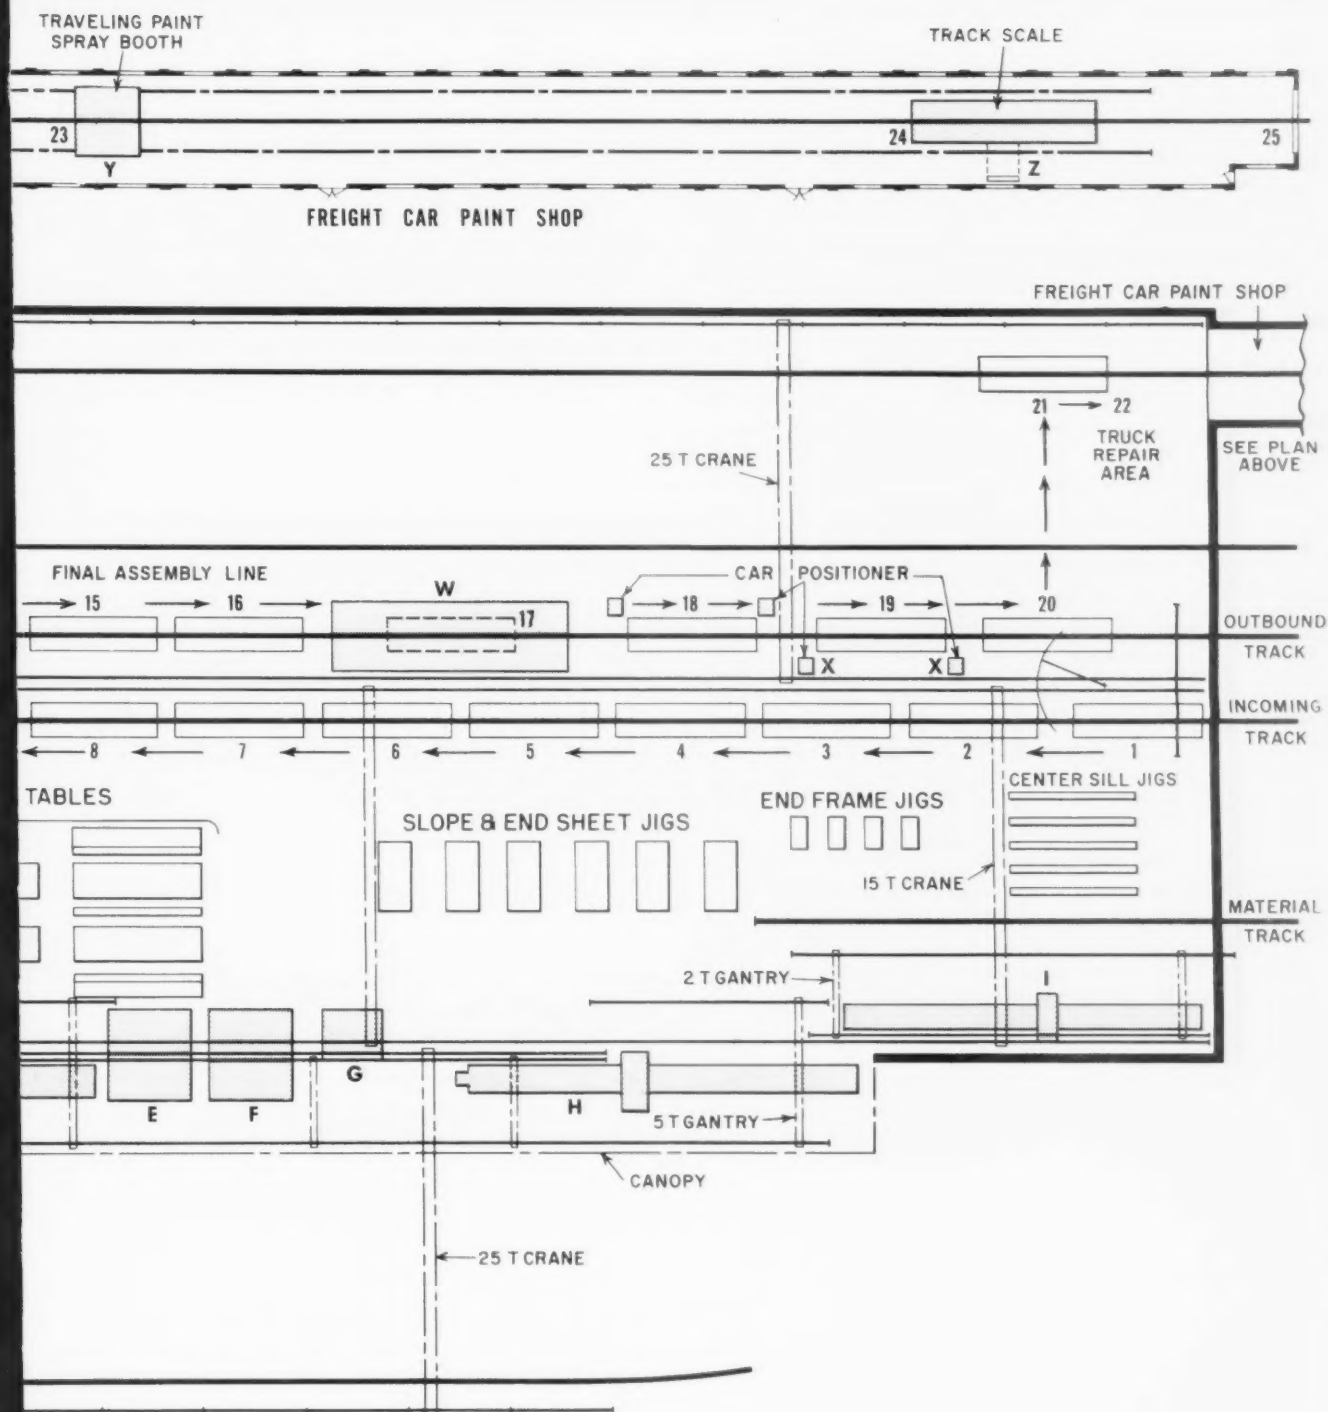 TRAVELING PAINT
SPRAY BOOTH
TRACK SCALE
23
24
25
Y
Z
FREIGHT CAR PAINT SHOP
FREIGHT CAR PAINT SHOP
21
22
TRUCK
REPAIR
AREA
SEE PLAN
ABOVE
25 T CRANE
FINAL ASSEMBLY LINE
W
CAR POSITIONER
15
16
17
18
19
20
OUTBOUND
TRACK
X
X
INCOMING
TRACK
8
7
6
5
4
3
2
1
TABLES
SLOPE & END SHEET JIGS
END FRAME JIGS
CENTER SILL JIGS
15 T CRANE
MATERIAL
TRACK
2 T GANTRY
I
G
E
F
H
5 T GANTRY
CANOPY
25 T CRANE